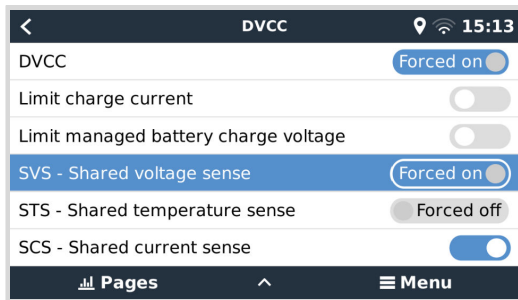 DVCC 15:13
DVCC Forced on
Limit charge current
Limit managed battery charge voltage
SVS - Shared voltage sense Forced on
STS - Shared temperature sense Forced off
SCS - Shared current sense
Pages Menu